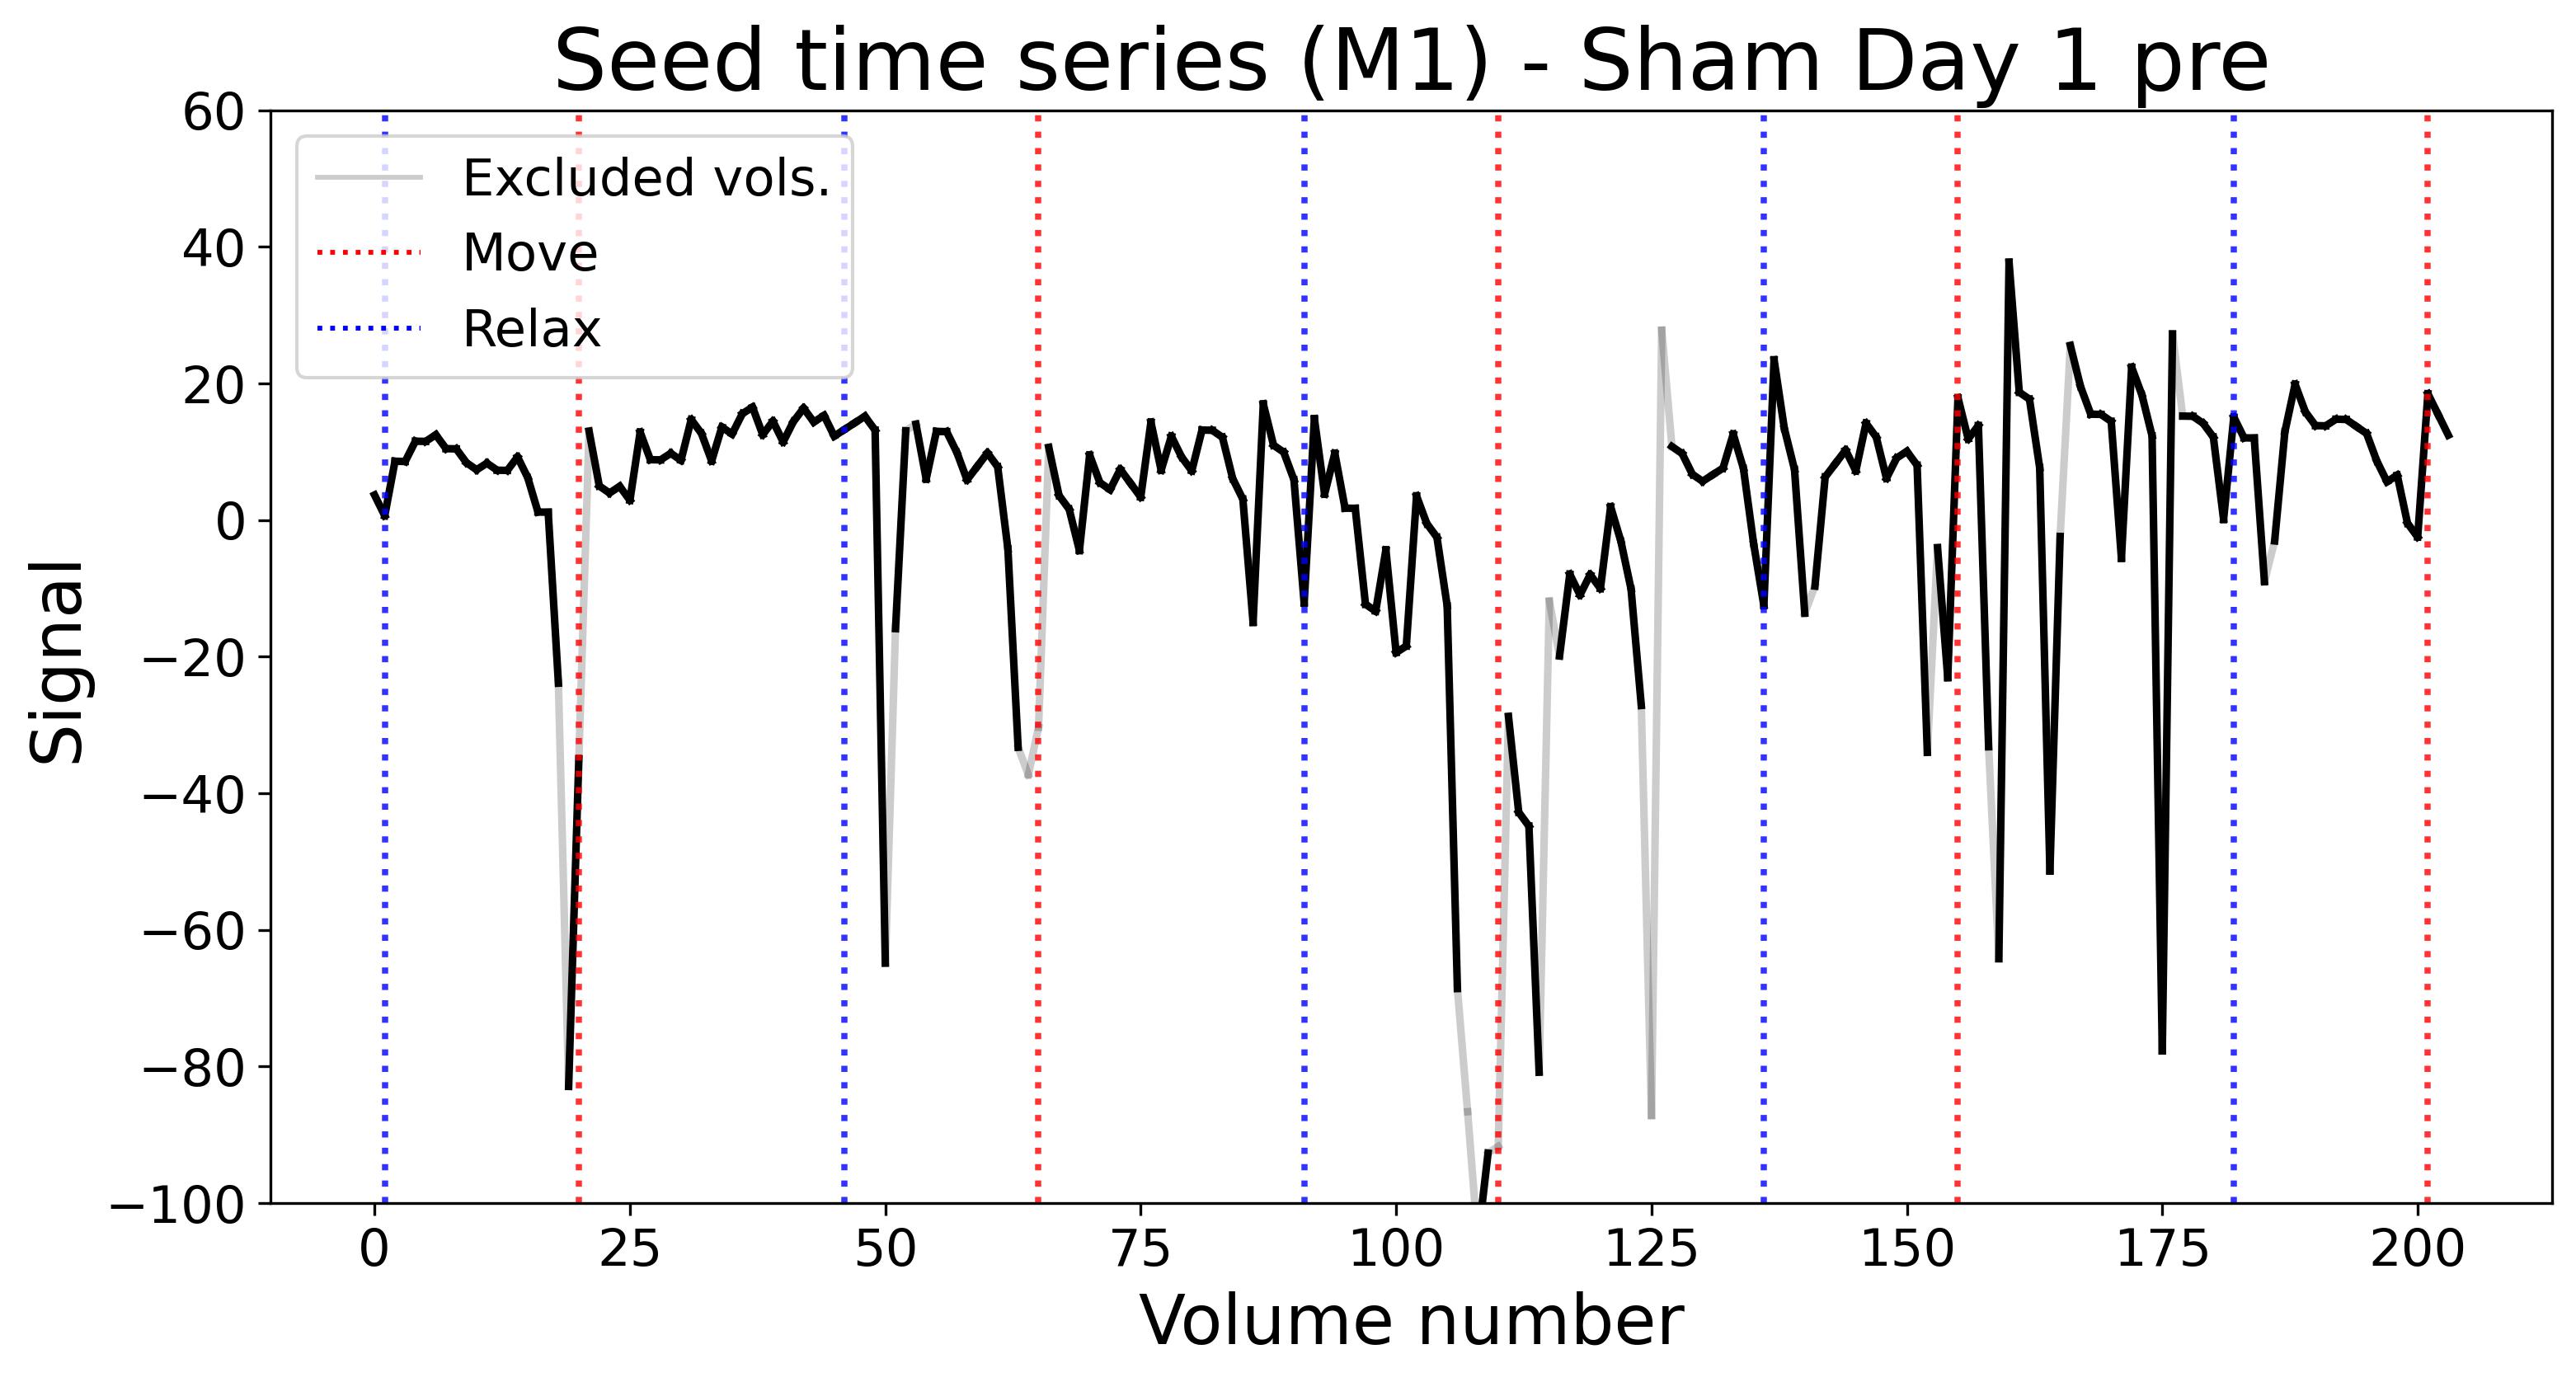 Seed time series (M1) - Sham Day 1 pre
60
40
20
0
−20
−40
−60
−80
−100
Signal
Excluded vols.
Move
Relax
0 25 50 75 100 125 150 175 200
Volume number